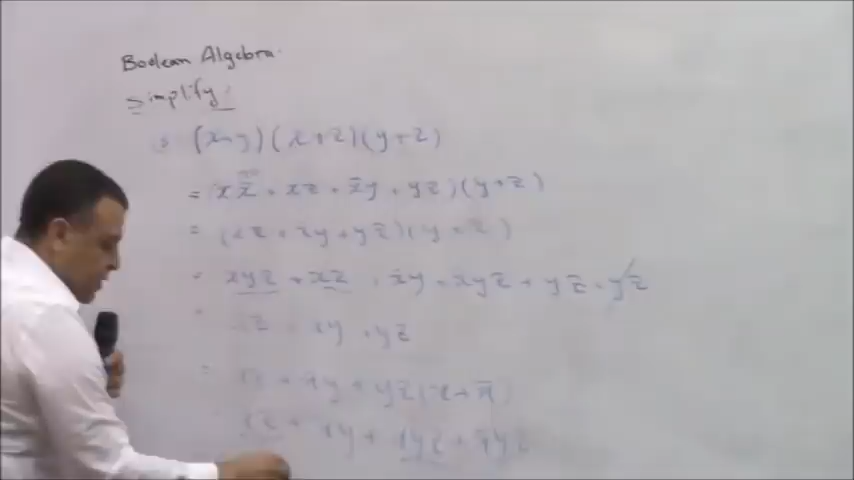 Boolean Algebra.
Simplify:
(x+y)(x̄+z)(y+z)
= (x x̄ + xz + x̄y + yz)(y+z)
= (xz + x̄y + yz)(y+z)
= xyz + xz + x̄y + x̄yz + yz + yz
= xz + x̄y + yz
= xz + x̄y + yz(x+x̄)
= xz + x̄y + xyz + x̄yz